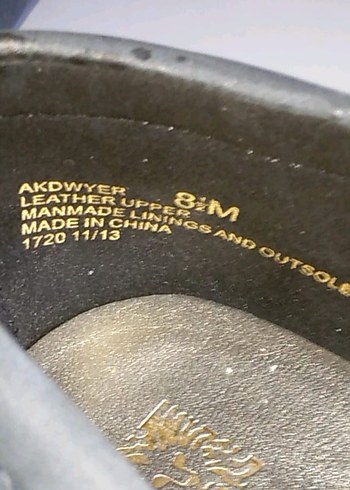 AKDWYER 8½M
LEATHER UPPER
MANMADE LININGS AND OUTSOLE
MADE IN CHINA
1720 11/13